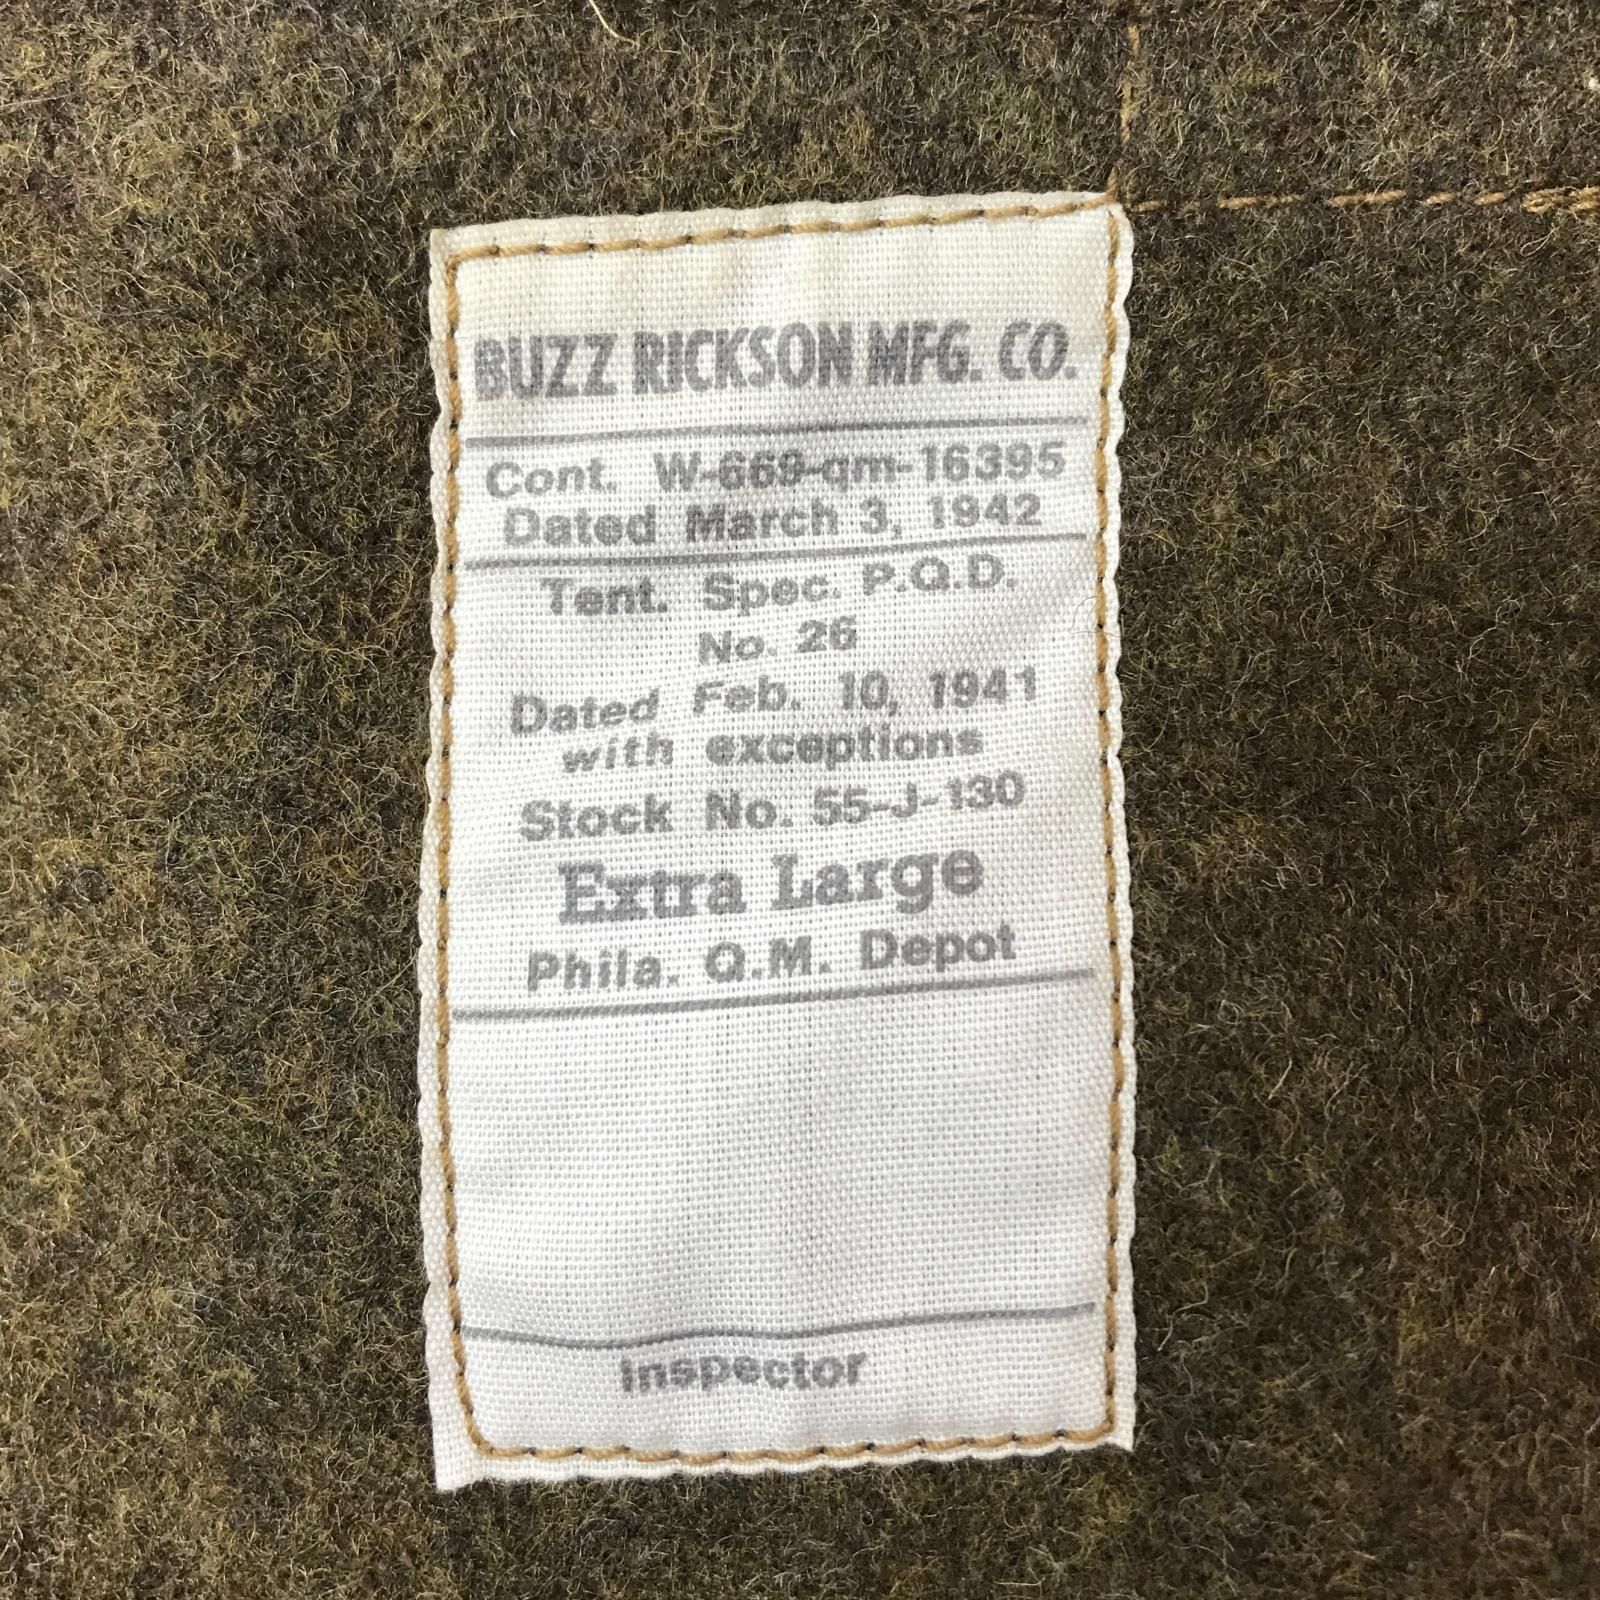 BUZZ RICKSON MFG. CO.
Cont. W-669-qm-16395
Dated March 3, 1942
Tent. Spec. P.Q.D.
No. 26
Dated Feb. 10, 1941
with exceptions
Stock No. 55-J-130
Extra Large
Phila. Q.M. Depot
Inspector